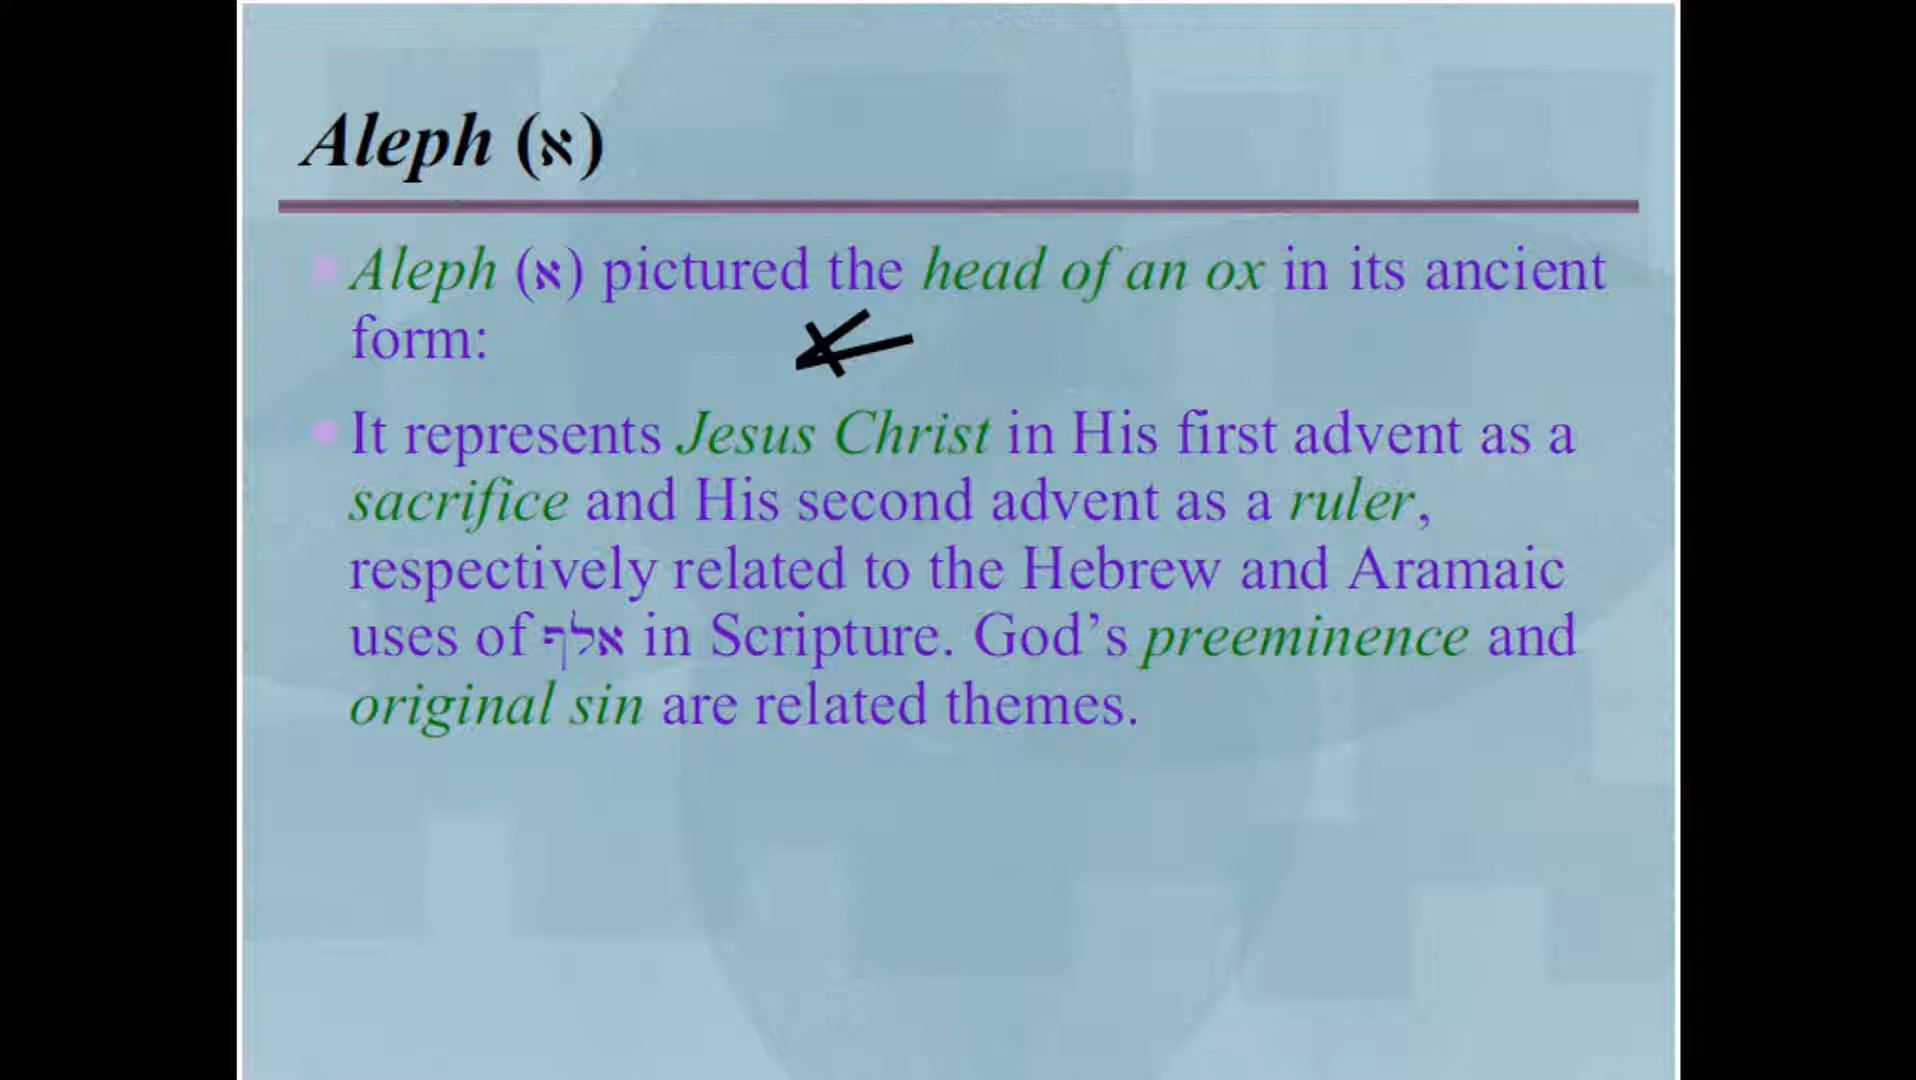 Aleph (א)
Aleph (א) pictured the head of an ox in its ancient
form:
It represents Jesus Christ in His first advent as a
sacrifice and His second advent as a ruler,
respectively related to the Hebrew and Aramaic
uses of אלף in Scripture. God’s preeminence and
original sin are related themes.